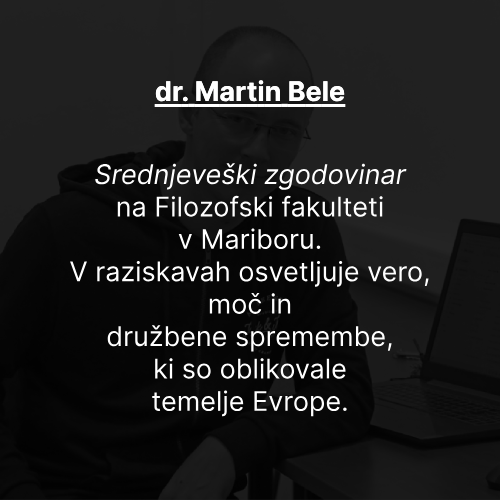 dr. Martin Bele
Srednjeveški zgodovinar
na Filozofski fakulteti
v Mariboru.
V raziskavah osvetljuje vero,
moč in
družbene spremembe,
ki so oblikovale
temelje Evrope.